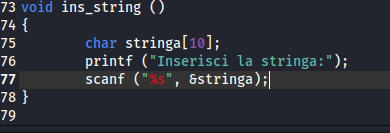 73 void ins_string ()
74 {
75 char stringa[10];
76 printf ("Inserisci la stringa:");
77 scanf ("%s", &stringa);
78 }
79